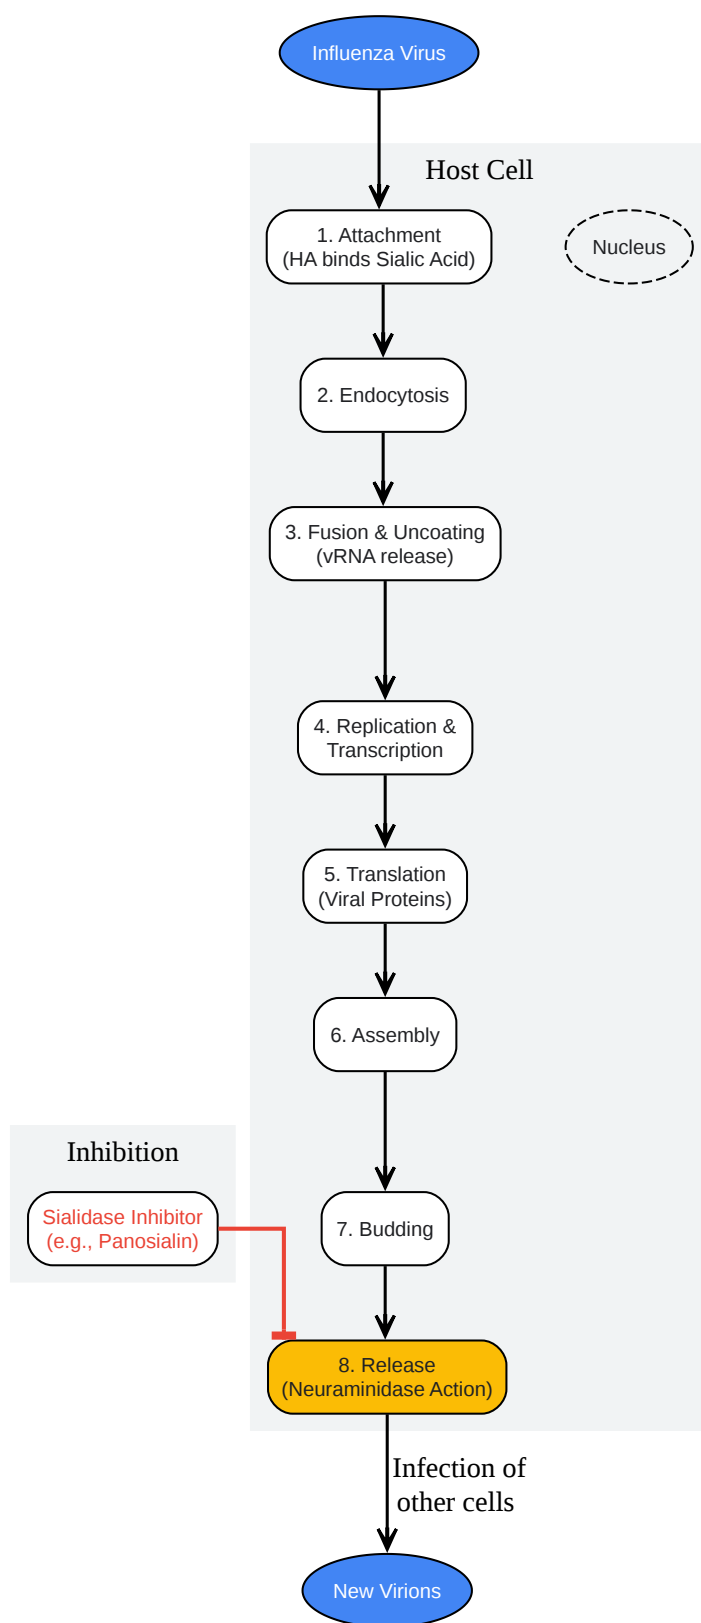 Influenza Virus
Host Cell
1. Attachment
(HA binds Sialic Acid)
Nucleus
2. Endocytosis
3. Fusion & Uncoating
(vRNA release)
4. Replication &
Transcription
5. Translation
(Viral Proteins)
6. Assembly
Inhibition
Sialidase Inhibitor
(e.g., Panosialin)
7. Budding
8. Release
(Neuraminidase Action)
Infection of
other cells
New Virions